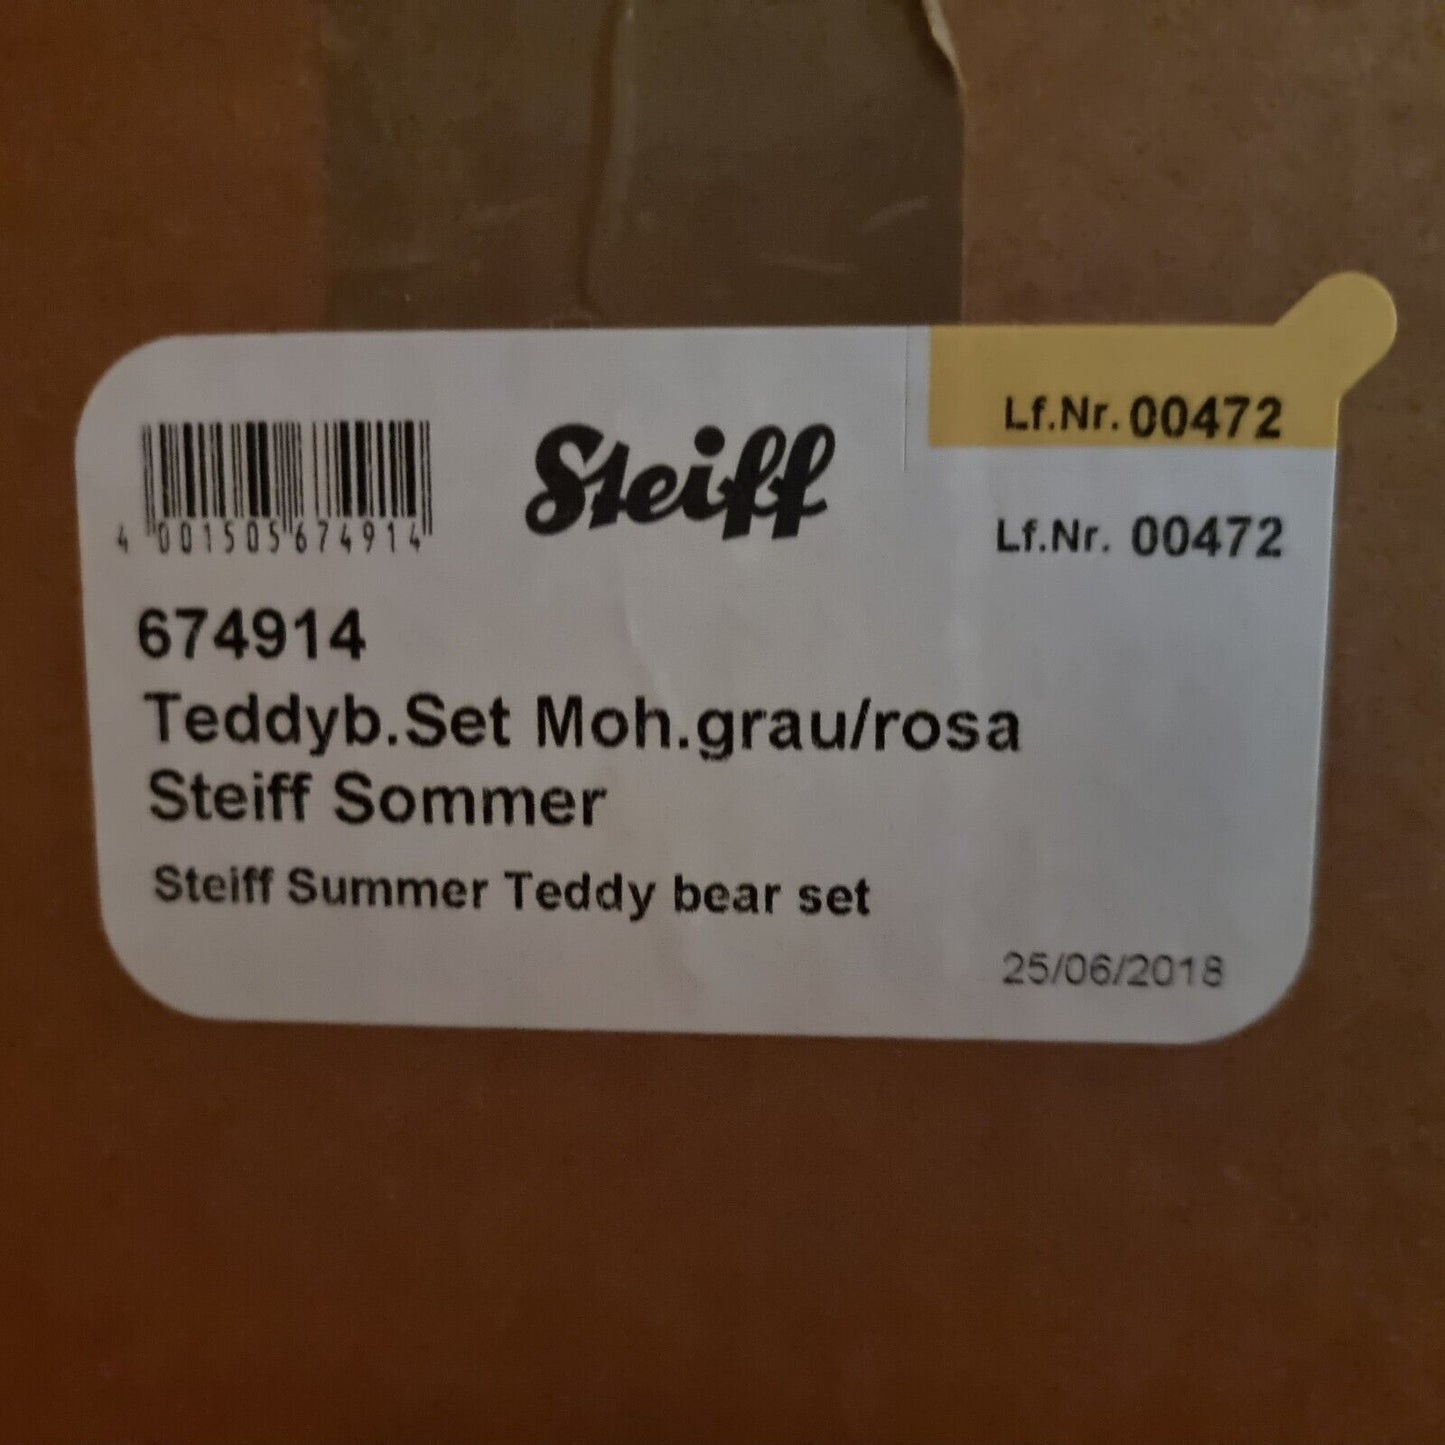 Lf.Nr. 00472
4 001505 674914
Steiff
Lf.Nr. 00472
674914
Teddyb.Set Moh.grau/rosa
Steiff Sommer
Steiff Summer Teddy bear set
25/06/2018